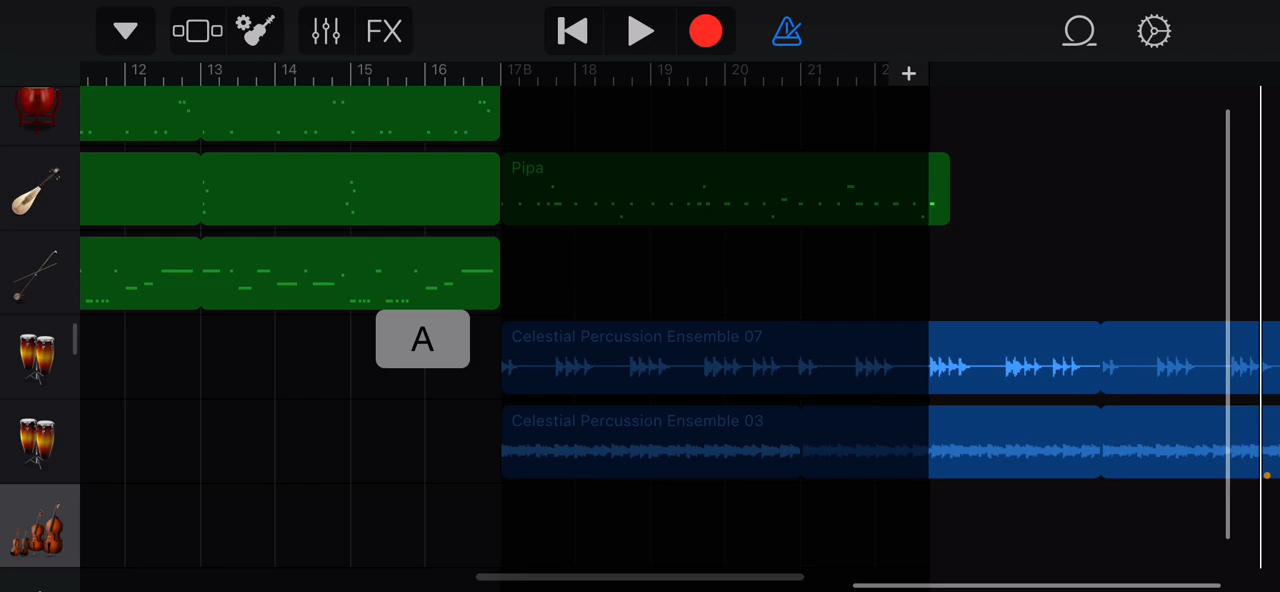 FX
12 13 14 15 16 17B 18 19 20 21 2 +
Pipa
Celestial Percussion Ensemble 07
A
Celestial Percussion Ensemble 03